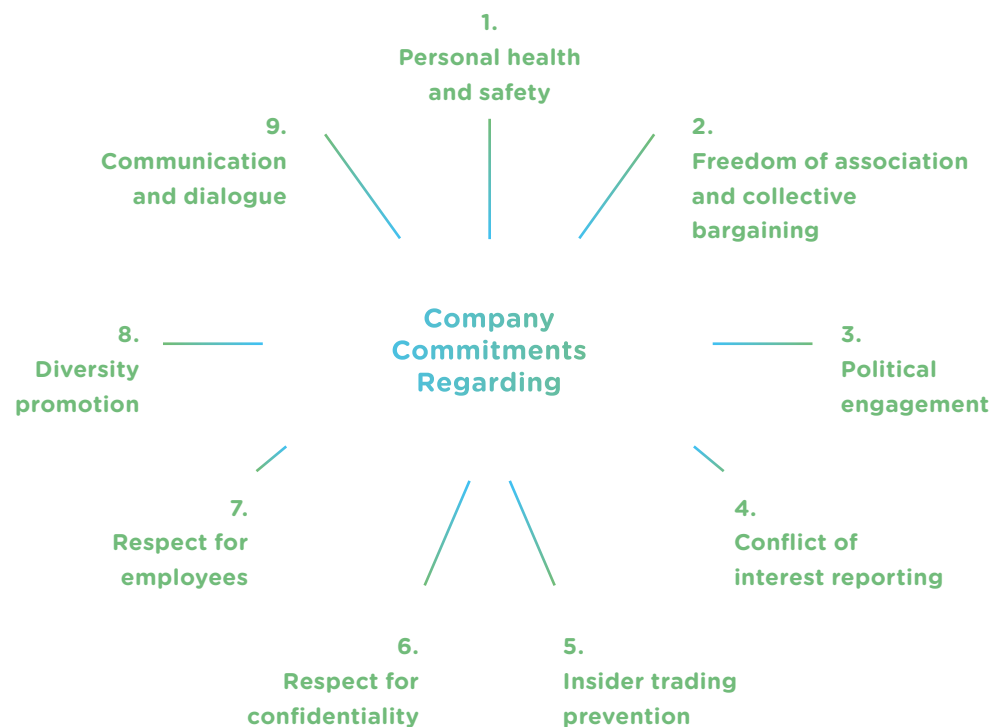 Company
Commitments
Regarding
1.
Personal health
and safety
2.
Freedom of association
and collective
bargaining
3.
Political
engagement
4.
Conflict of
interest reporting
5.
Insider trading
prevention
6.
Respect for
confidentiality
7.
Respect for
employees
8.
Diversity
promotion
9.
Communication
and dialogue